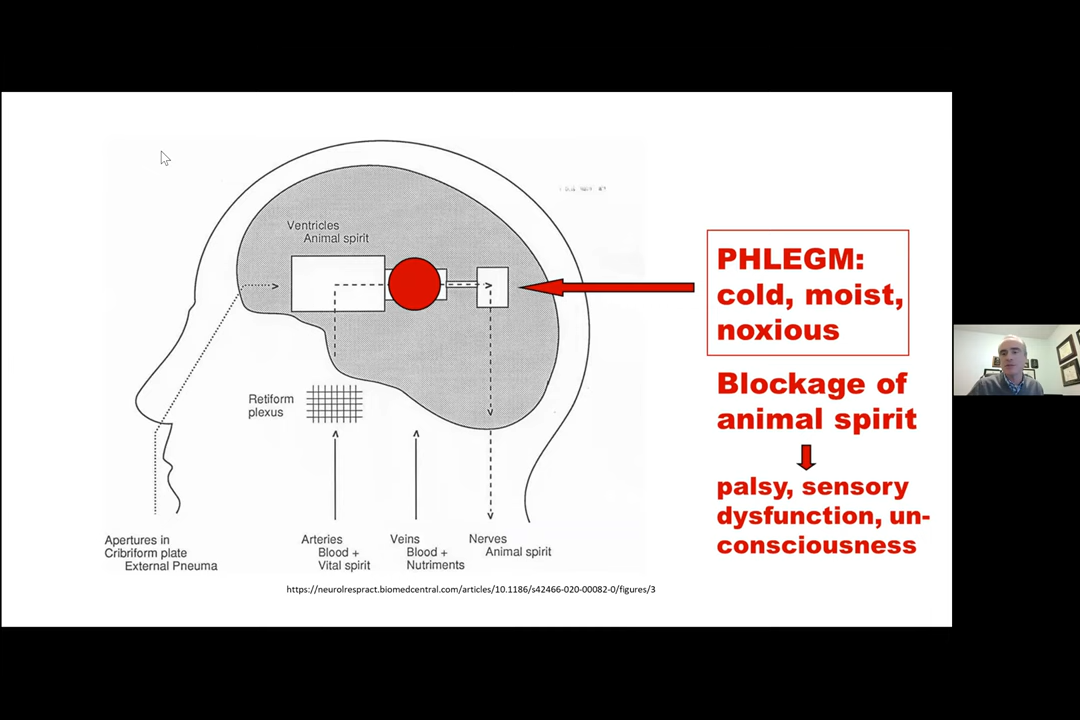 Ventricles
Animal spirit
Retiform
plexus
Apertures in
Cribriform plate
External Pneuma
Arteries
Blood +
Vital spirit
Veins
Blood +
Nutriments
Nerves
Animal spirit
https://neurolrespract.biomedcentral.com/articles/10.1186/s42466-020-00082-0/figures/3
PHLEGM:
cold, moist,
noxious
Blockage of
animal spirit
palsy, sensory
dysfunction, un-
consciousness